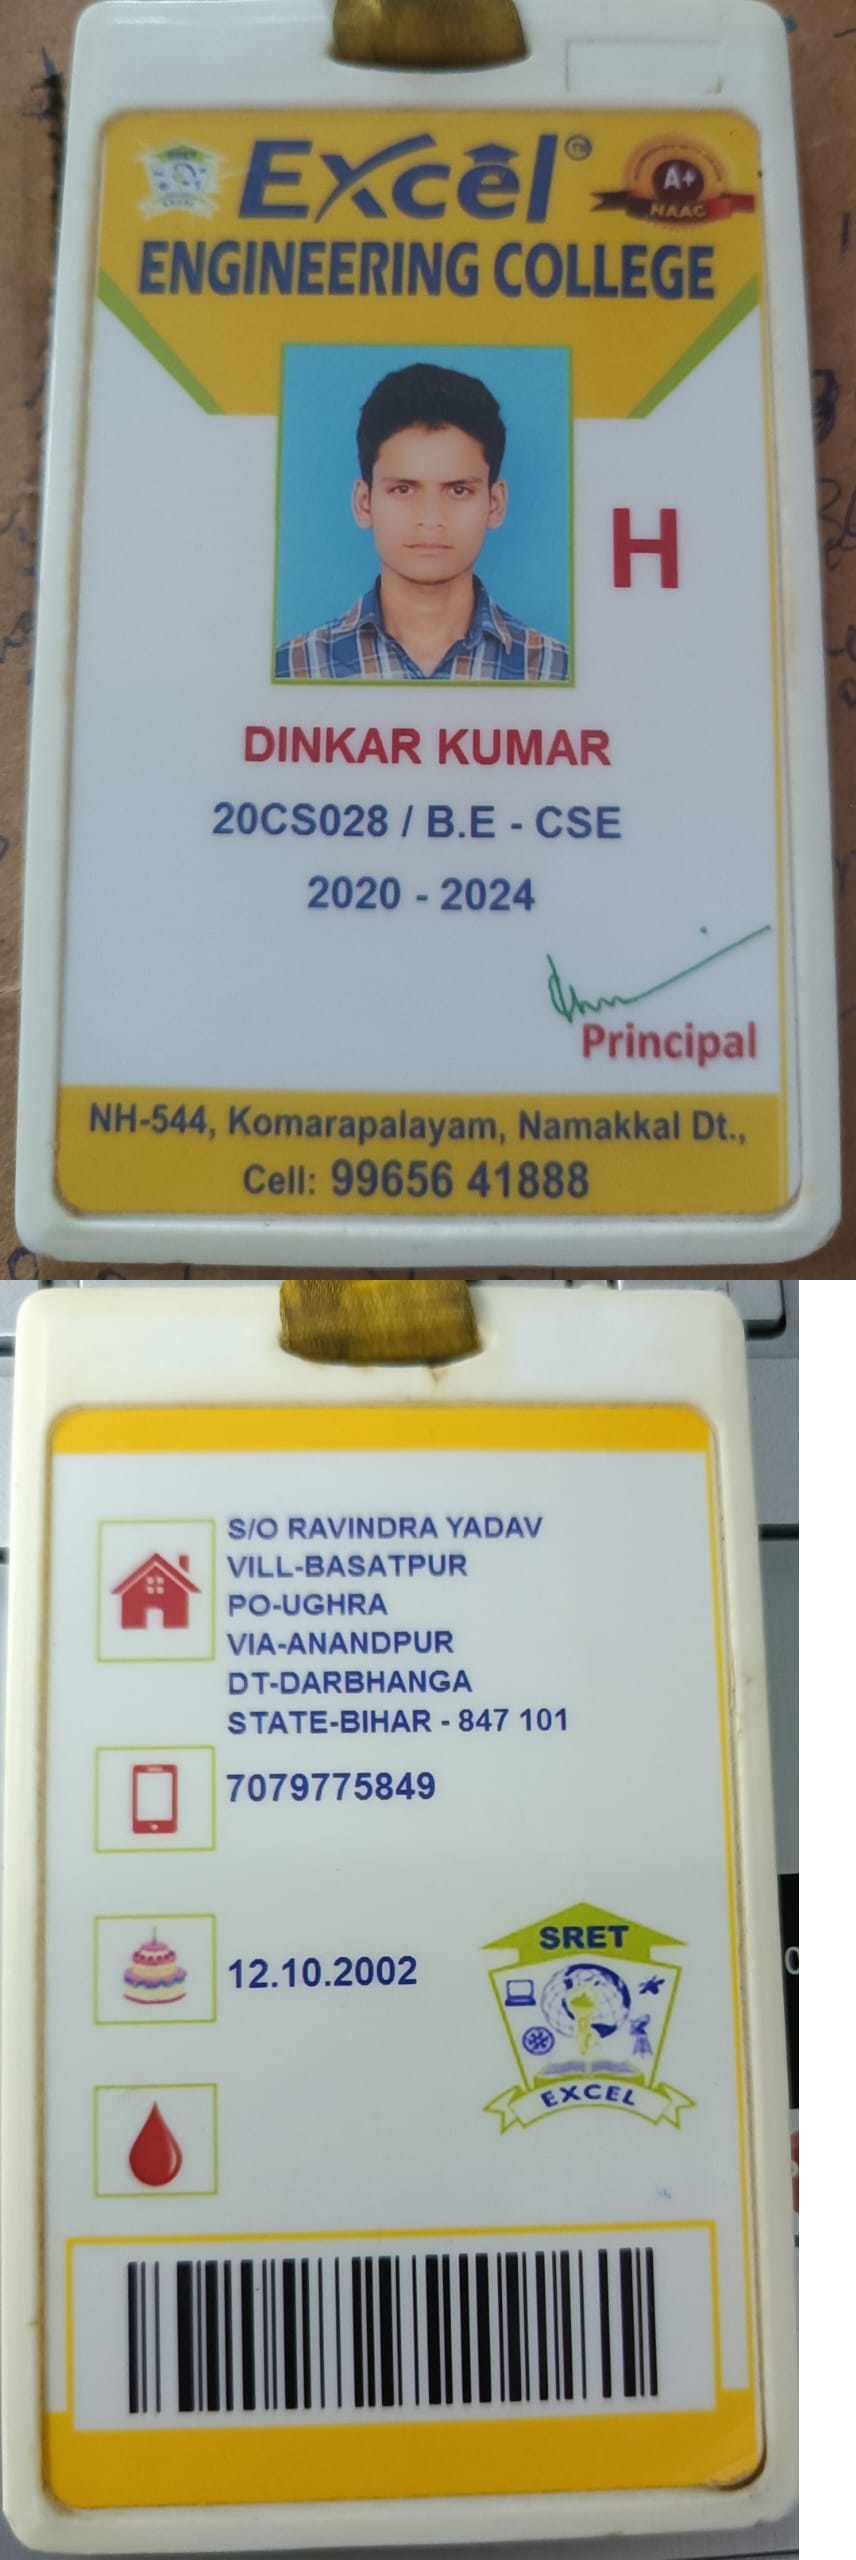 SRET
Excel
TM
A+
NAAC
ENGINEERING COLLEGE
H
DINKAR KUMAR
20CS028 / B.E - CSE
2020 - 2024
Principal
NH-544, Komarapalayam, Namakkal Dt.,
Cell: 99656 41888
S/O RAVINDRA YADAV
VILL-BASATPUR
PO-UGHRA
VIA-ANANDPUR
DT-DARBHANGA
STATE-BIHAR - 847 101
7079775849
12.10.2002
SRET
EXCEL